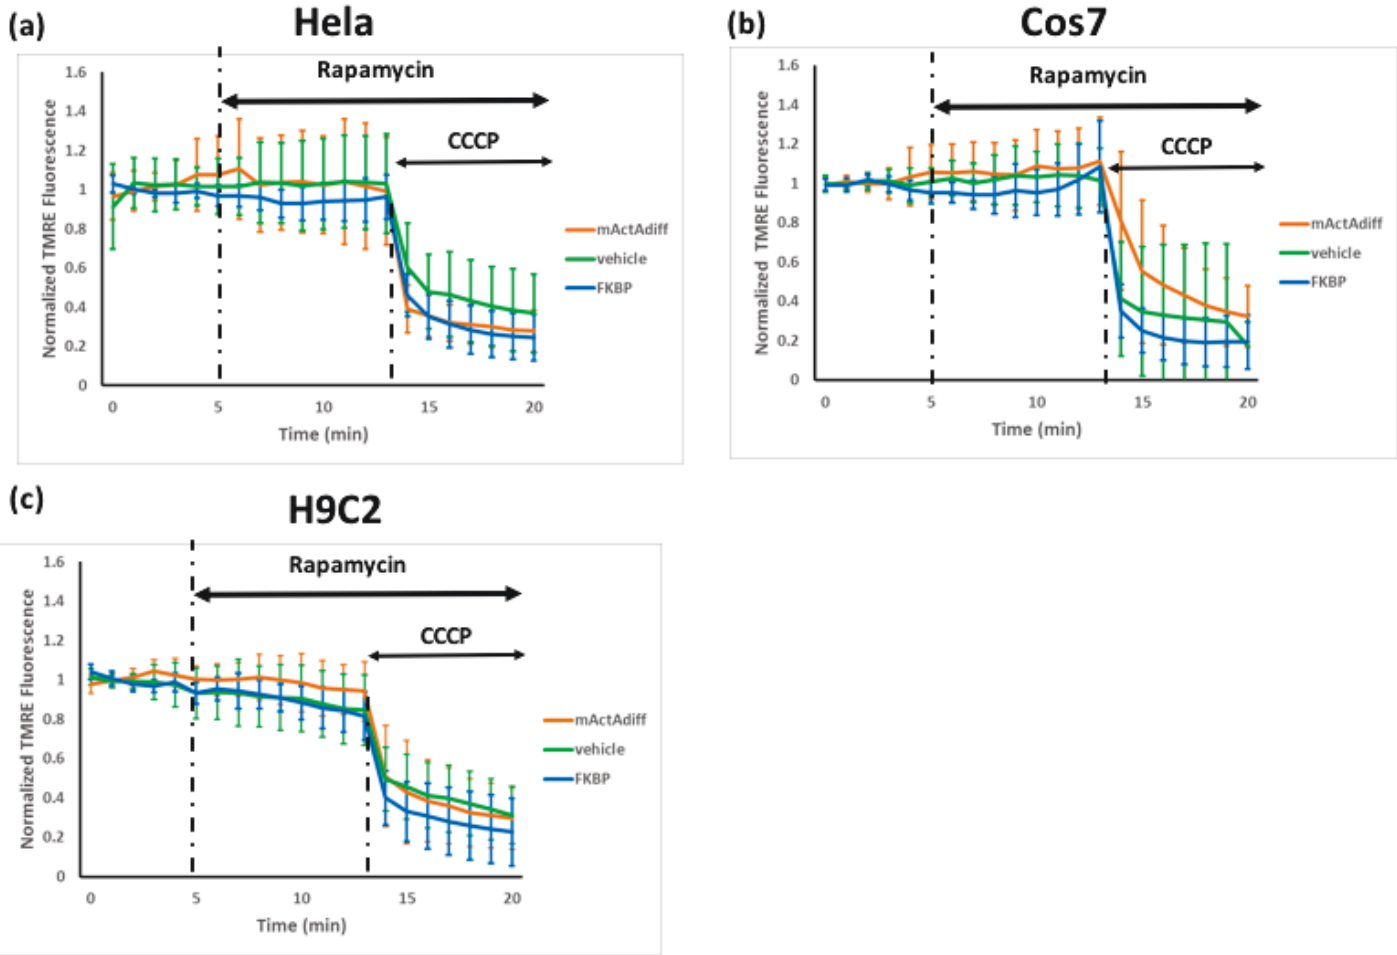 (a)
Hela
Rapamycin
CCCP
Normalized TMRE Fluorescence
1.6
1.4
1.2
1
0.8
0.6
0.4
0.2
0
0 5 10 15 20
Time (min)
mActAdiff
vehicle
FKBP
(b)
Cos7
Rapamycin
CCCP
Normalized TMRE Fluorescence
1.6
1.4
1.2
1
0.8
0.6
0.4
0.2
0
0 5 10 15 20
Time (min)
mActAdiff
vehicle
FKBP
(c)
H9C2
Rapamycin
CCCP
Normalized TMRE Fluorescence
1.6
1.4
1.2
1
0.8
0.6
0.4
0.2
0
0 5 10 15 20
Time (min)
mActAdiff
vehicle
FKBP